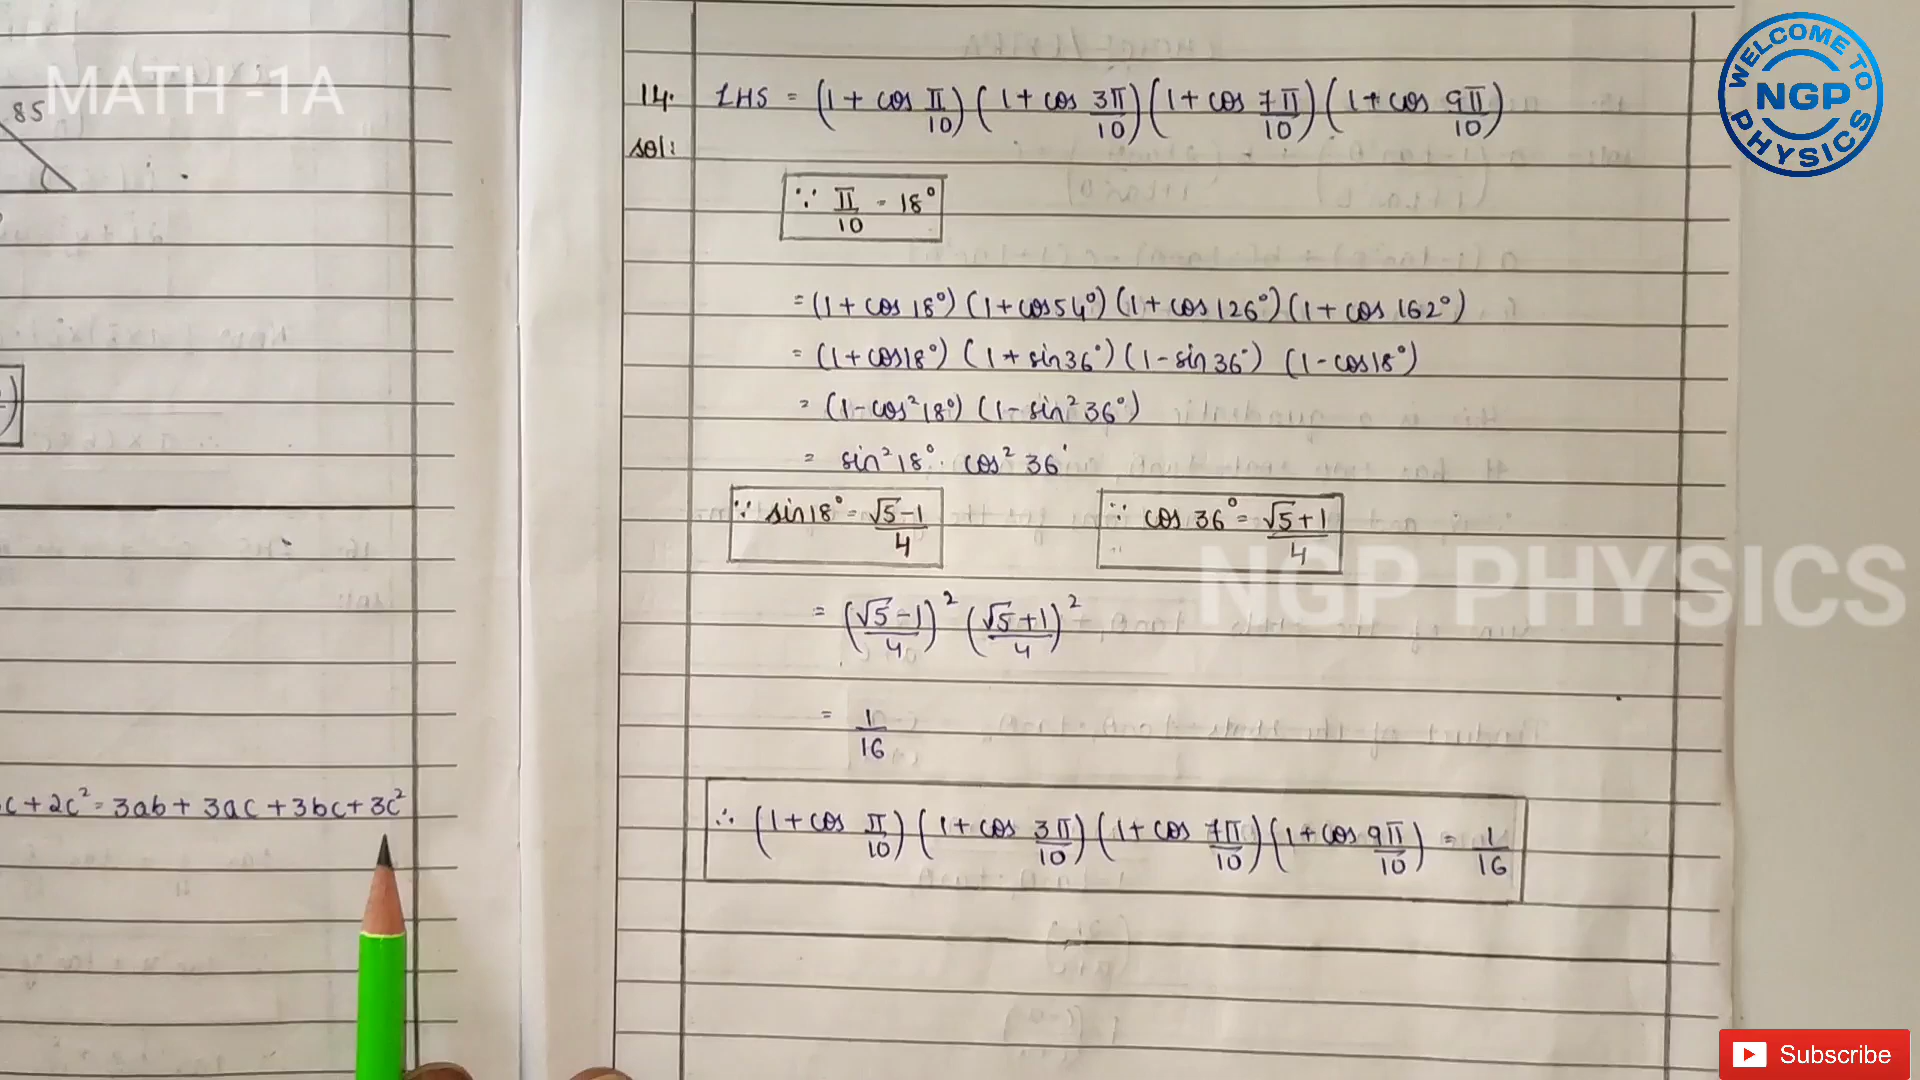 MATH -1A
85
c + 2c² = 3ab + 3ac + 3bc + 3c²
14. LHS = (1 + cos π/10) (1 + cos 3π/10) (1 + cos 7π/10) (1 + cos 9π/10)
sol:
∵ π/10 = 18°
= (1 + cos 18°) (1 + cos 54°) (1 + cos 126°) (1 + cos 162°)
= (1 + cos 18°) (1 + sin 36°) (1 - sin 36°) (1 - cos 18°)
= (1 - cos² 18°) (1 - sin² 36°)
= sin² 18° . cos² 36°
∵ sin 18° = √5 - 1/4 ∵ cos 36° = √5 + 1/4
= (√5 - 1/4)² (√5 + 1/4)²
= 1/16
∴ (1 + cos π/10) (1 + cos 3π/10) (1 + cos 7π/10) (1 + cos 9π/10) = 1/16
WELCOME TO
NGP
PHYSICS
NGP PHYSICS
Subscribe